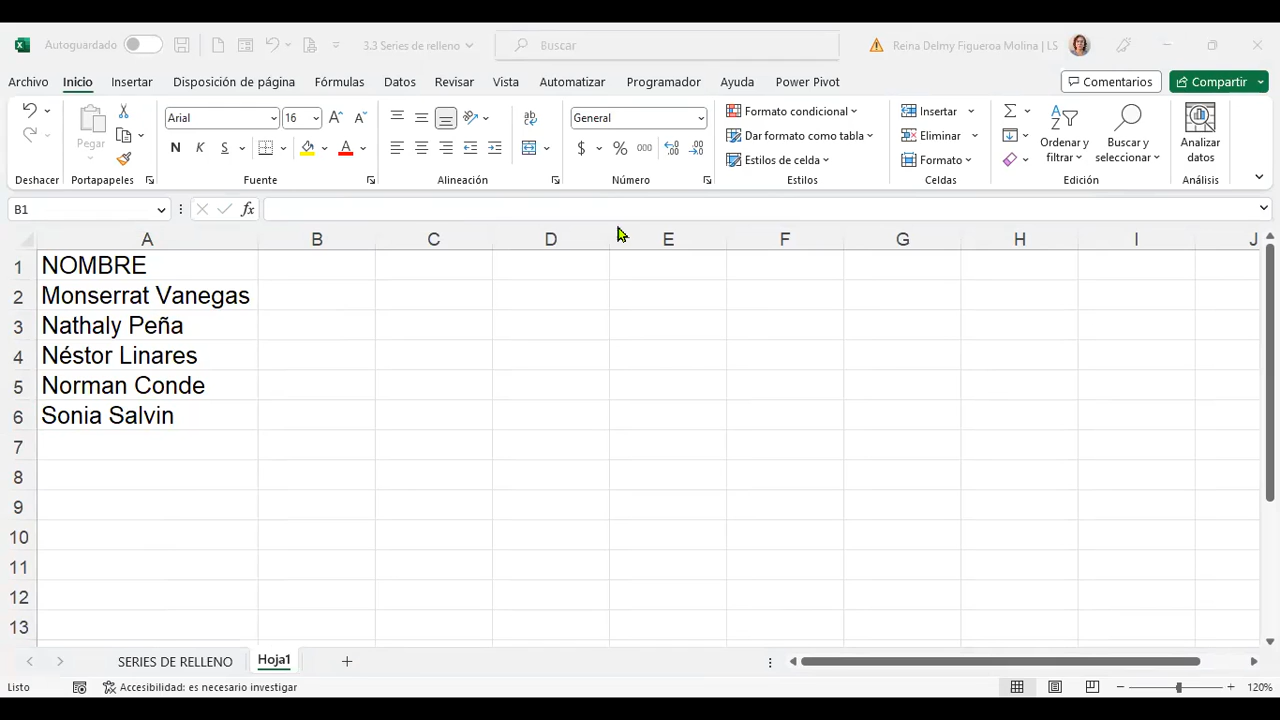 Autoguardado 3.3 Series de relleno Buscar Reina Delmy Figueroa Molina | LS
Archivo Inicio Insertar Disposición de página Fórmulas Datos Revisar Vista Automatizar Programador Ayuda Power Pivot Comentarios Compartir
Arial 16 General Formato condicional Insertar
Pegar Dar formato como tabla Eliminar Ordenar y filtrar Buscar y seleccionar Analizar datos
N K S $ % 000 Estilos de celda Formato
Deshacer Portapapeles Fuente Alineación Número Estilos Celdas Edición Análisis
B1 fx
A B C D E F G H I J
1 NOMBRE
2 Monserrat Vanegas
3 Nathaly Peña
4 Néstor Linares
5 Norman Conde
6 Sonia Salvin
7
8
9
10
11
12
13
SERIES DE RELLENO Hoja1
Listo Accesibilidad: es necesario investigar 120%